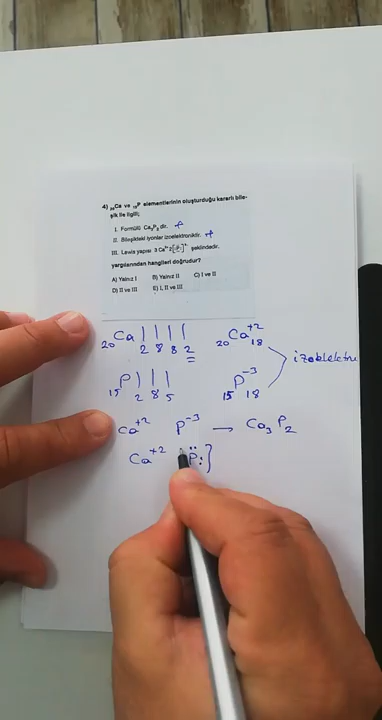 4) ₂₀Ca ve ₁₅P elementlerinin oluşturduğu kararlı bile-
şik ile ilgili;
I. Formülü Ca₃P₂ dir. +
II. Bileşikteki iyonlar izoelektroniktir. +
III. Lewis yapısı 3 Ca²⁺ 2[:P̈:]³⁻ şeklindedir.
yargılarından hangileri doğrudur?
A) Yalnız I B) Yalnız II C) I ve II
D) II ve III E) I, II ve III
₂₀Ca 2 8 8 2
₂₀Ca⁺² 18
izoelektro
₁₅P 2 8 5
P⁻³ 15 18
Ca⁺² P⁻³ → Ca₃P₂
Ca⁺² P̈:]